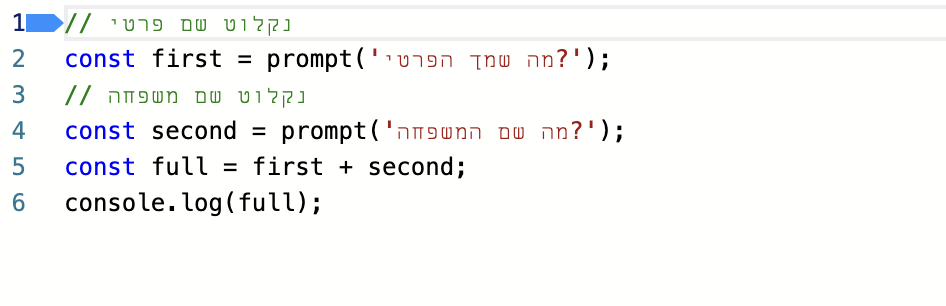 1 // נקלוט שם פרטי
2 const first = prompt('מה שמך הפרטי?');
3 // נקלוט שם משפחה
4 const second = prompt('מה שם המשפחה?');
5 const full = first + second;
6 console.log(full);